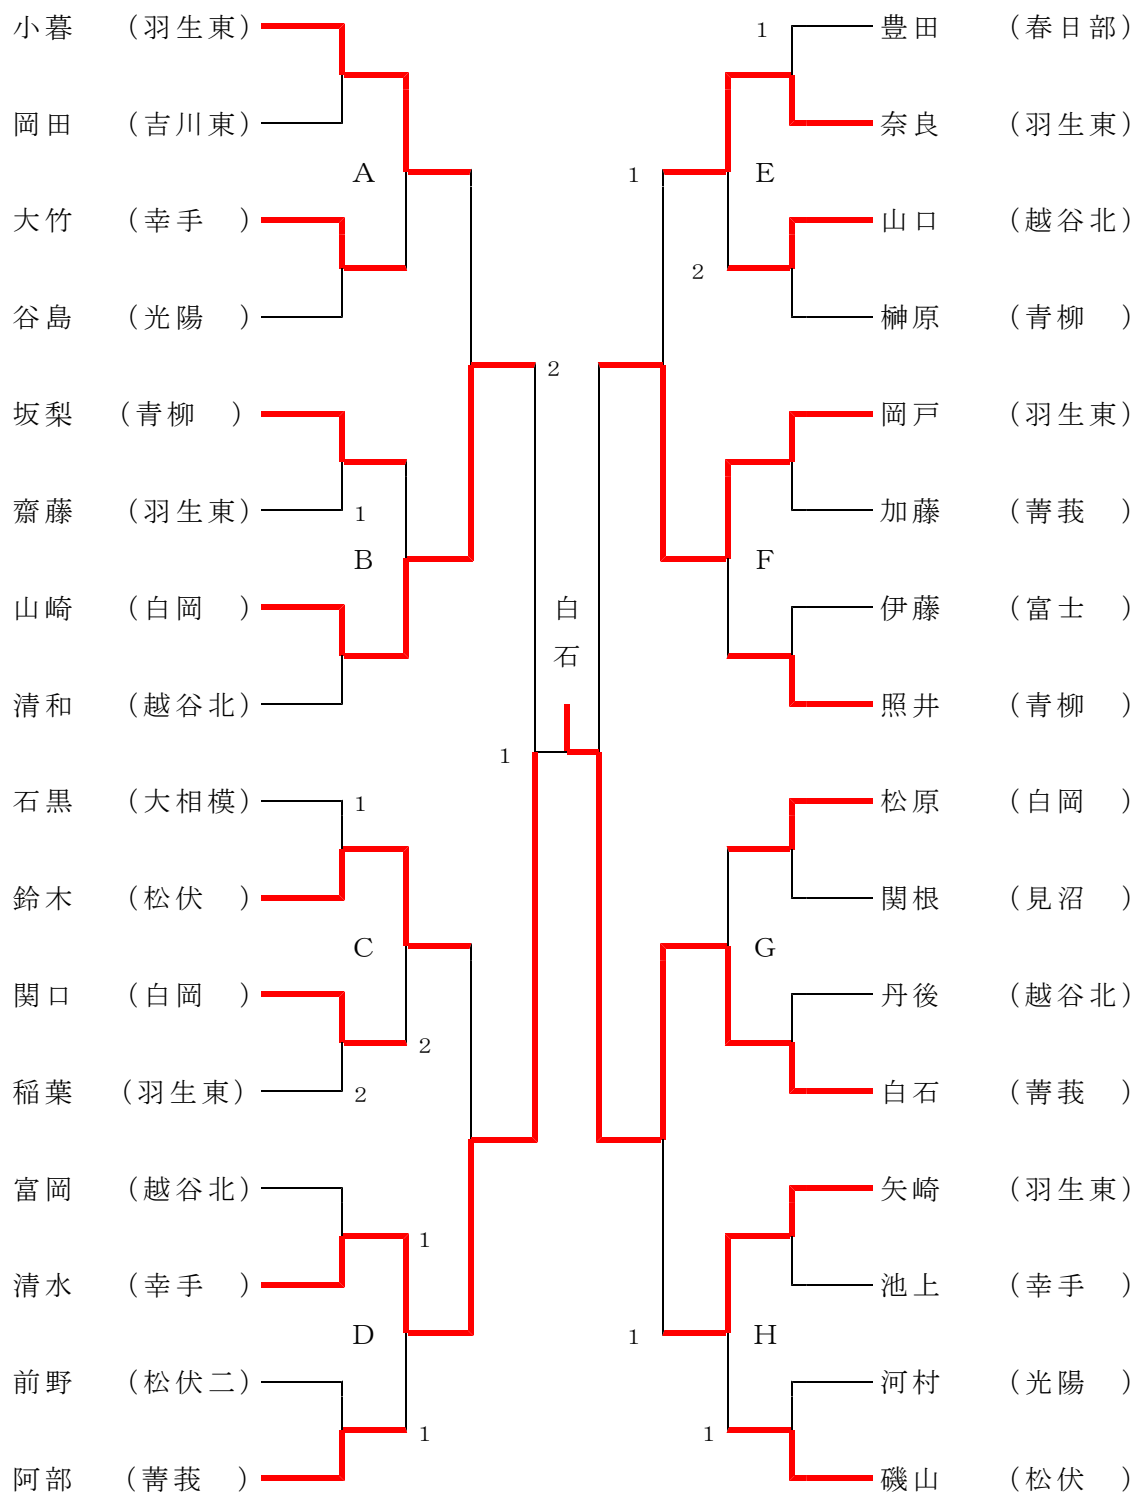 小暮 (羽生東)
岡田 (吉川東)
A
大竹 (幸手 )
谷島 (光陽 )
坂梨 (青柳 )
齋藤 (羽生東)
1
B
山崎 (白岡 )
清和 (越谷北)
石黒 (大相模)
1
鈴木 (松伏 )
C
関口 (白岡 )
2
稲葉 (羽生東)
2
富岡 (越谷北)
1
清水 (幸手 )
D
前野 (松伏二)
1
阿部 (菁莪 )
2
1
白
石
1
豊田 (春日部)
奈良 (羽生東)
1
E
山口 (越谷北)
2
榊原 (青柳 )
岡戸 (羽生東)
加藤 (菁莪 )
F
伊藤 (富士 )
照井 (青柳 )
松原 (白岡 )
関根 (見沼 )
G
丹後 (越谷北)
白石 (菁莪 )
矢崎 (羽生東)
池上 (幸手 )
1
H
河村 (光陽 )
1
磯山 (松伏 )